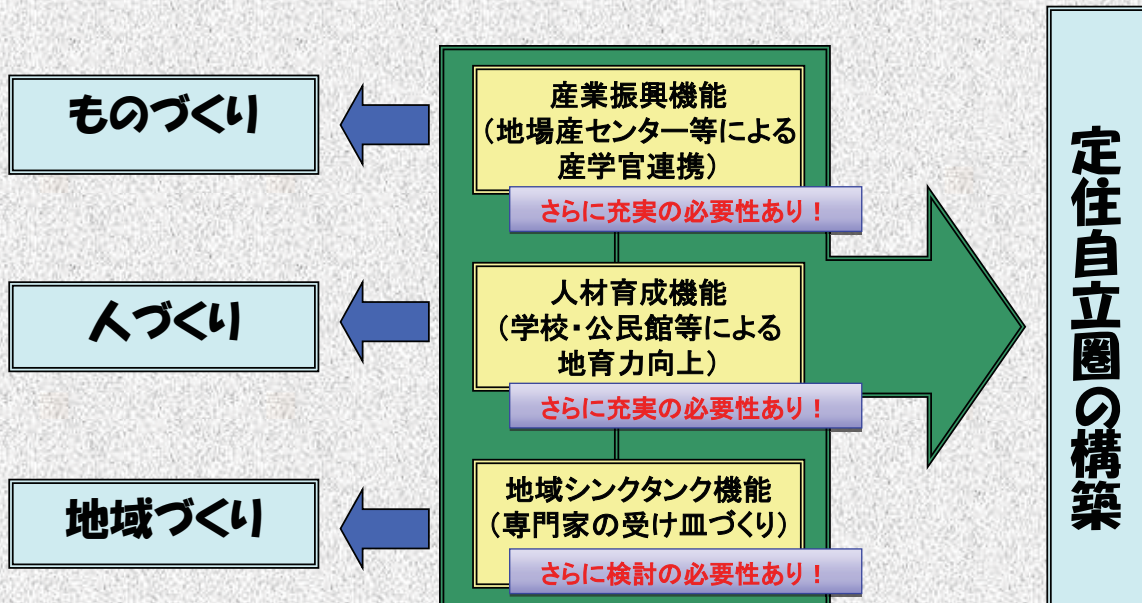 ものづくり
産業振興機能
(地場産センター等による
産学官連携)
さらに充実の必要性あり!
人づくり
人材育成機能
(学校・公民館等による
地育力向上)
さらに充実の必要性あり!
地域づくり
地域シンクタンク機能
(専門家の受け皿づくり)
さらに検討の必要性あり!
定住自立圏の構築